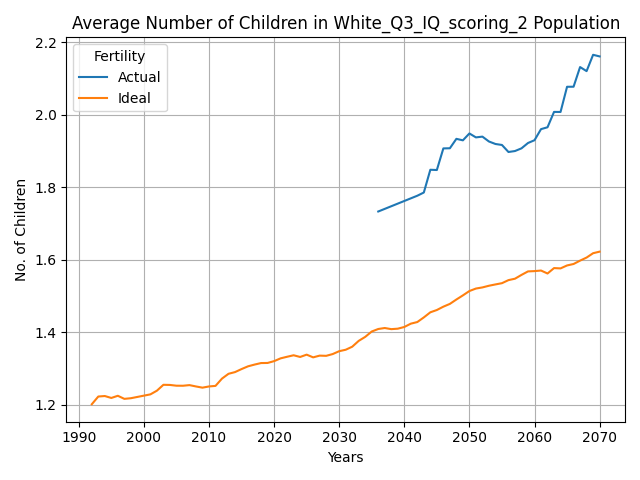 Average Number of Children in White_Q3_IQ_scoring_2 Population
Fertility
Actual
Ideal
2.2
2.0
1.8
1.6
1.4
1.2
No. of Children
1990 2000 2010 2020 2030 2040 2050 2060 2070
Years